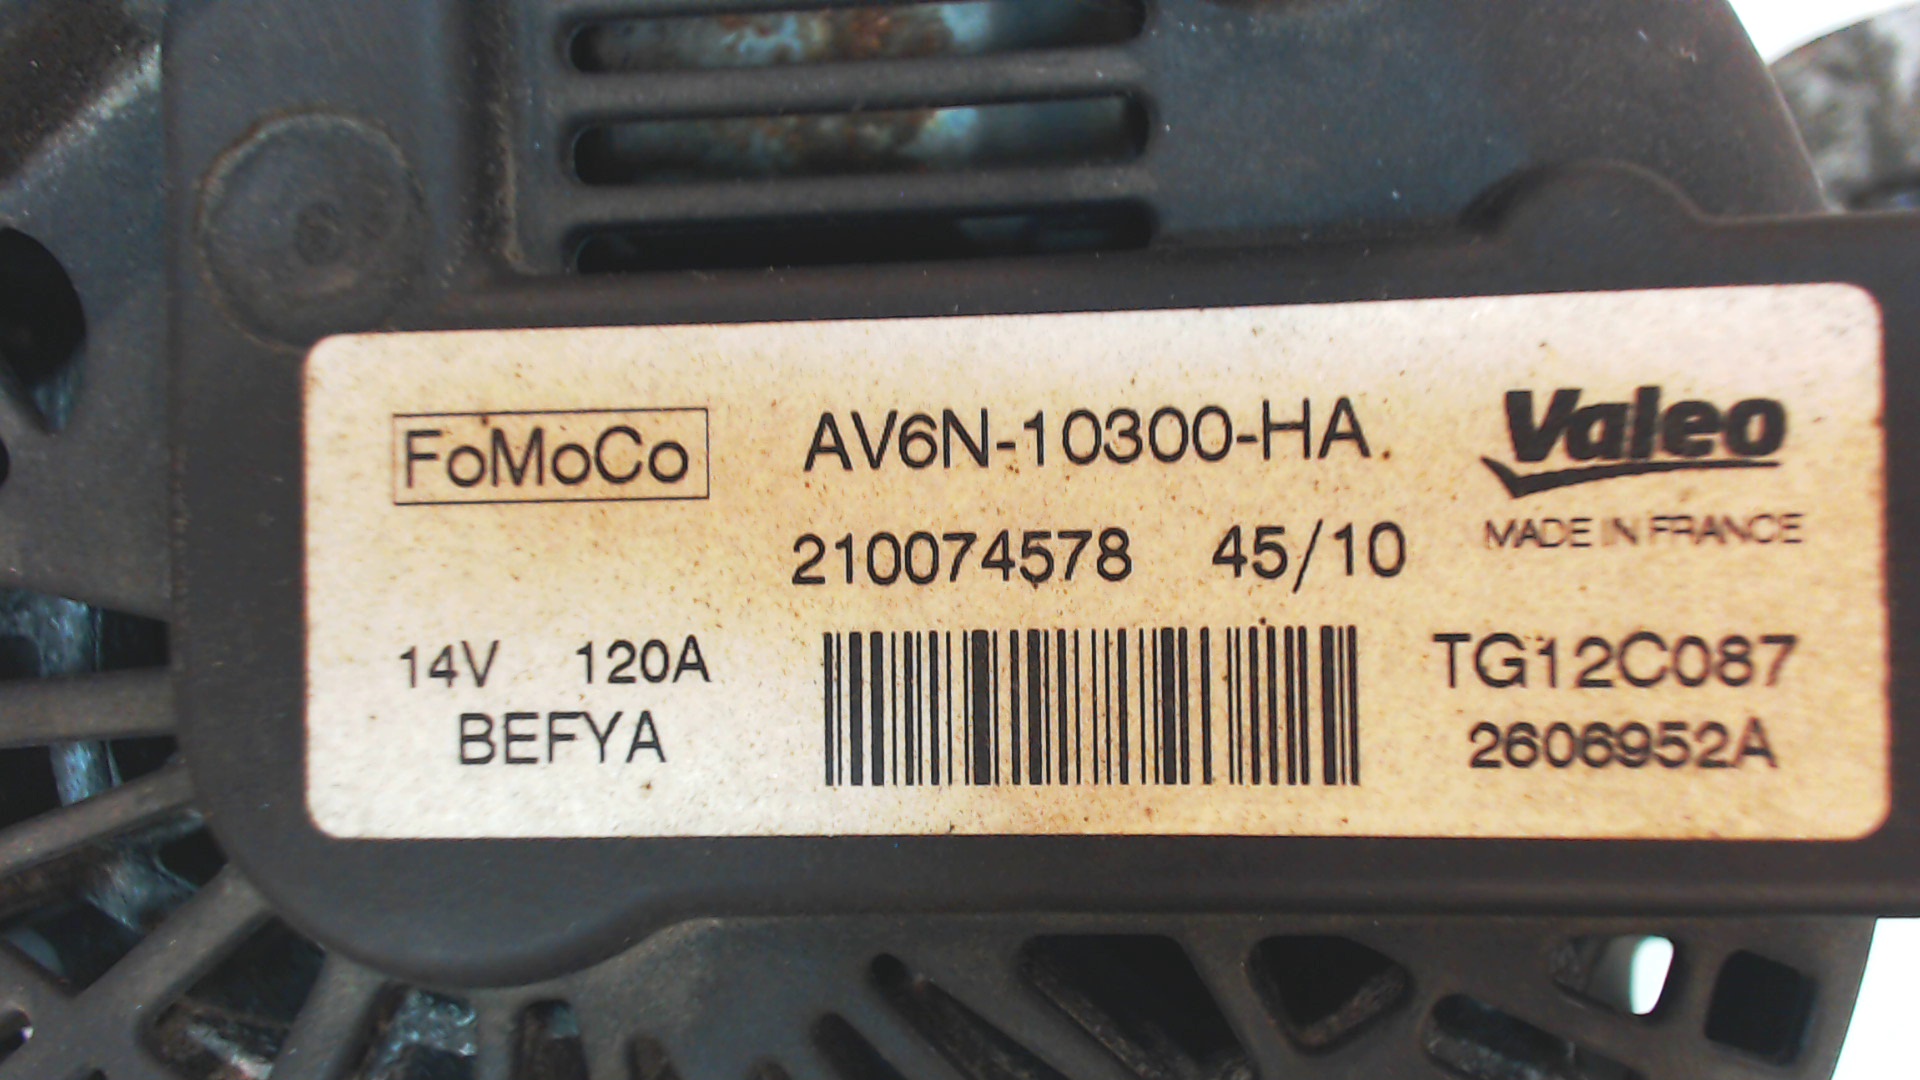 FoMoCo AV6N-10300-HA Valeo
MADE IN FRANCE
210074578 45/10
14V 120A TG12C087
BEFYA 2606952A